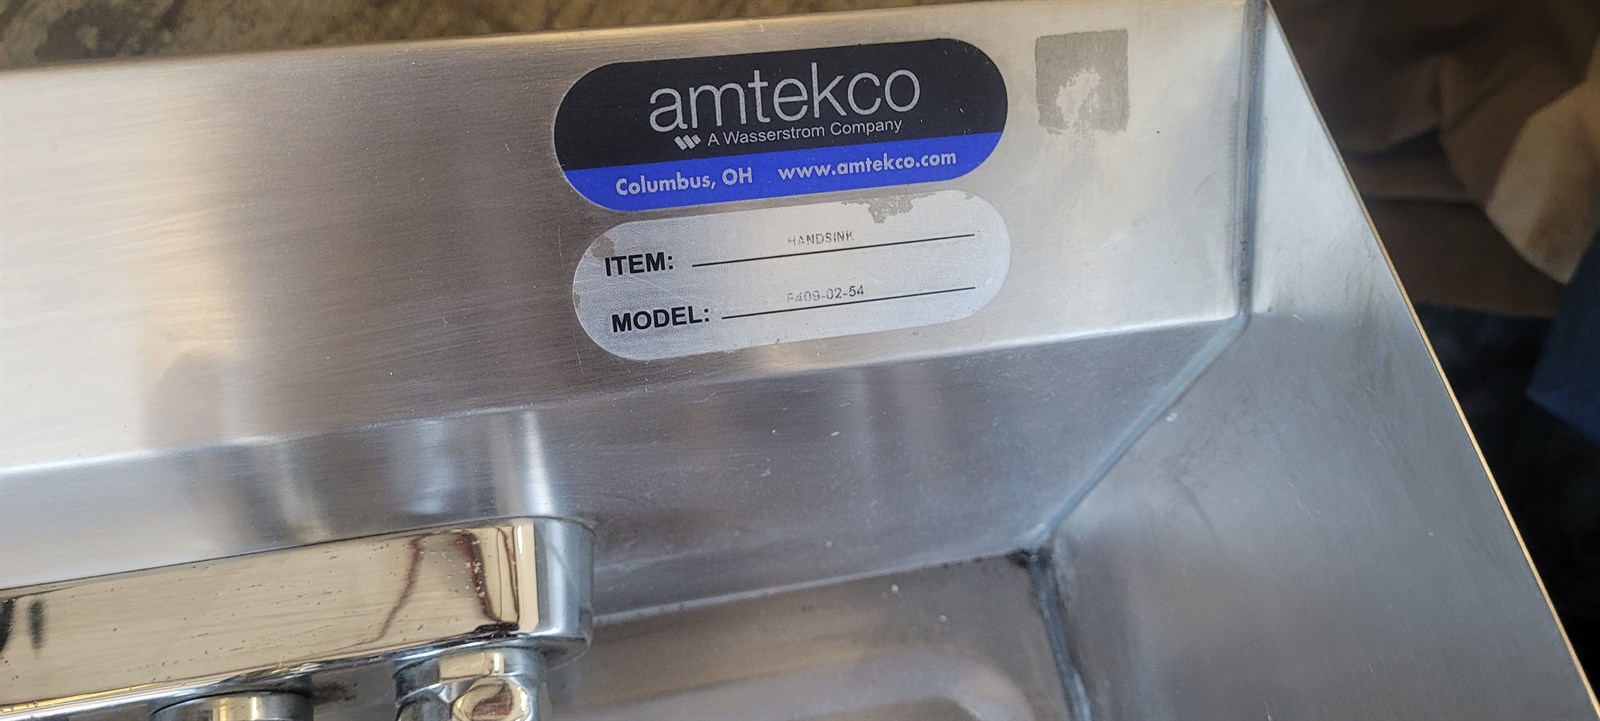 amtekco
A Wasserstrom Company
Columbus, OH www.amtekco.com
ITEM: HANDSINK
MODEL: F409-02-54